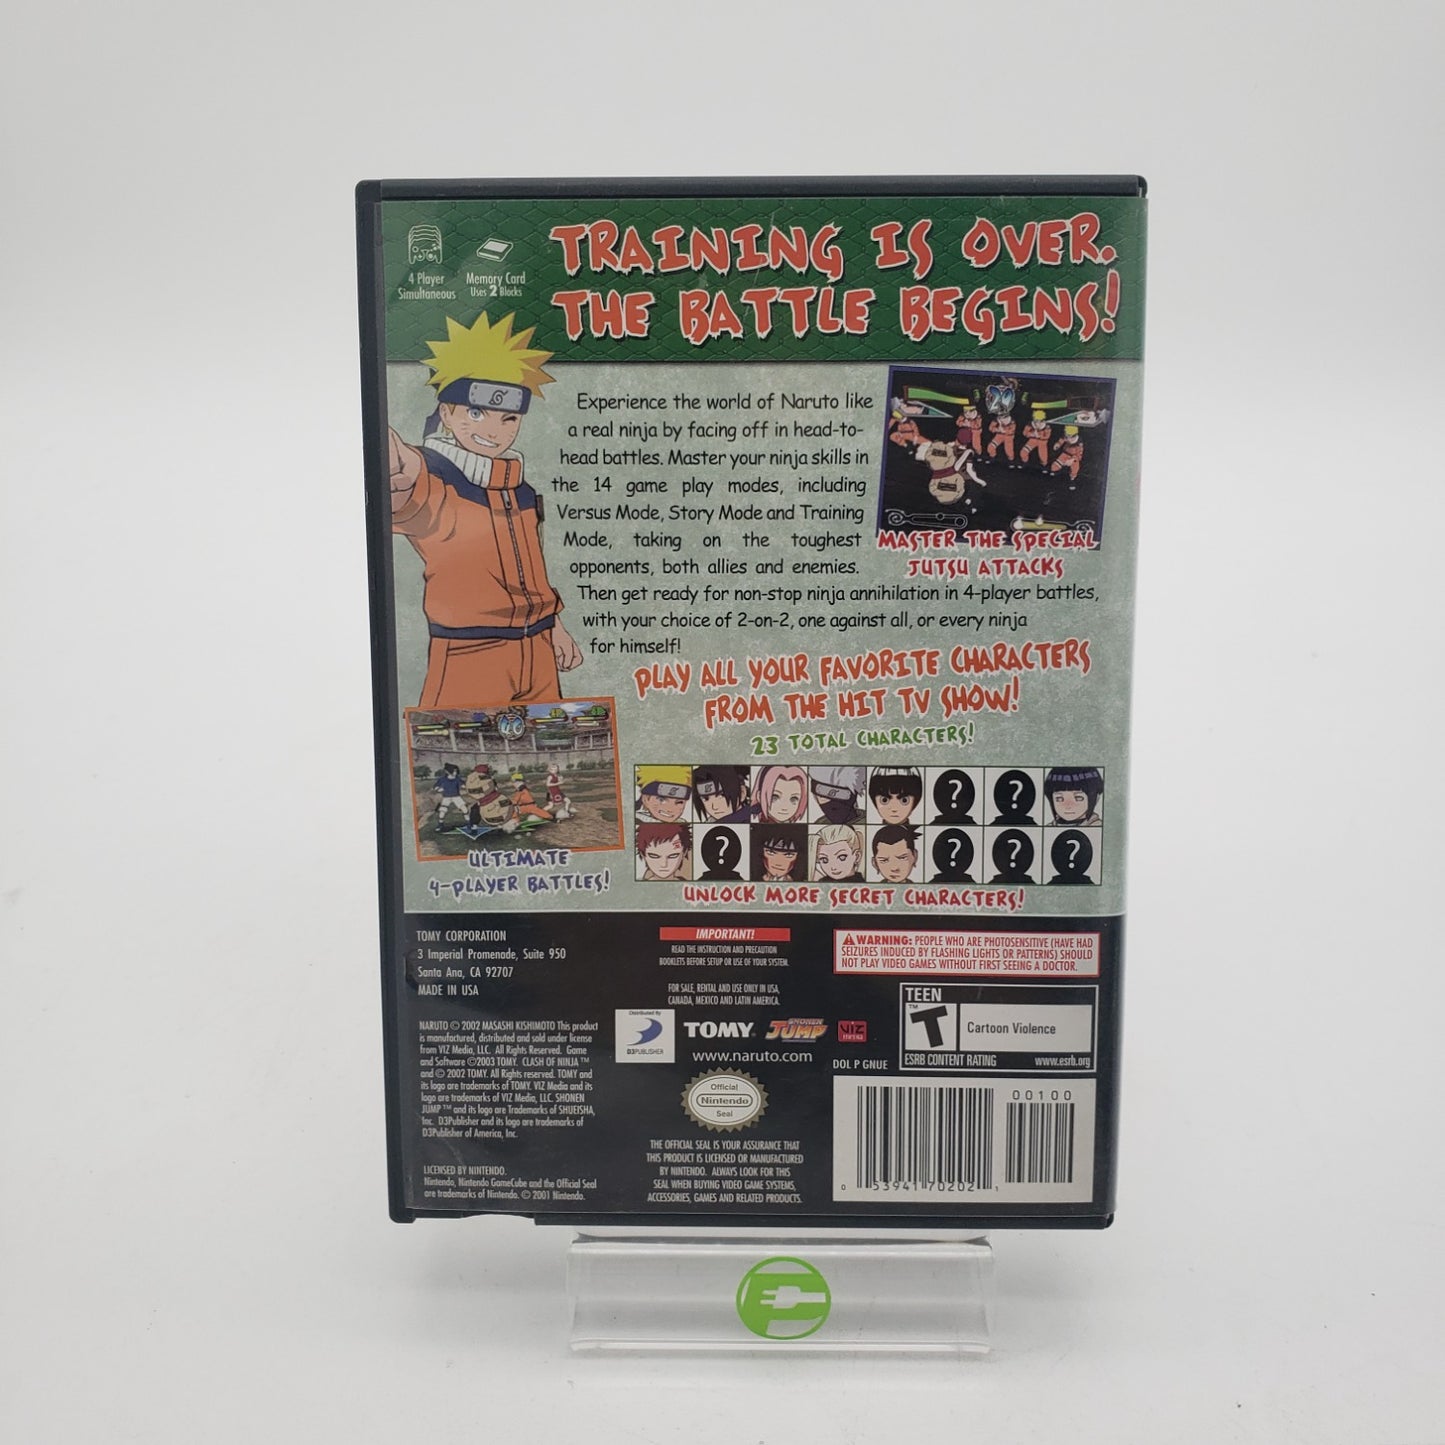 4 Player
Simultaneous
Memory Card
Uses 2 Blocks
TRAINING IS OVER.
THE BATTLE BEGINS!
Experience the world of Naruto like
a real ninja by facing off in head-to-
head battles. Master your ninja skills in
the 14 game play modes, including
Versus Mode, Story Mode and Training
Mode, taking on the toughest
opponents, both allies and enemies.
Then get ready for non-stop ninja annihilation in 4-player battles,
with your choice of 2-on-2, one against all, or every ninja
for himself!
MASTER THE SPECIAL
JUTSU ATTACKS
PLAY ALL YOUR FAVORITE CHARACTERS
FROM THE HIT TV SHOW!
23 TOTAL CHARACTERS!
? ?
? ? ? ?
UNLOCK MORE SECRET CHARACTERS!
ULTIMATE
4-PLAYER BATTLES!
TOMY CORPORATION
3 Imperial Promenade, Suite 950
Santa Ana, CA 92707
MADE IN USA
IMPORTANT!
READ THE INSTRUCTION AND PRECAUTION
BOOKLETS BEFORE SETUP OR USE OF YOUR SYSTEM.
FOR SALE, RENTAL AND USE ONLY IN USA,
CANADA, MEXICO AND LATIN AMERICA.
WARNING: PEOPLE WHO ARE PHOTOSENSITIVE (HAVE HAD
SEIZURES INDUCED BY FLASHING LIGHTS OR PATTERNS) SHOULD
NOT PLAY VIDEO GAMES WITHOUT FIRST SEEING A DOCTOR.
NARUTO © 2002 MASASHI KISHIMOTO This product
is manufactured, distributed and sold under license
from VIZ Media, LLC. All Rights Reserved. Game
and Software ©2003 TOMY. CLASH OF NINJA ™
and © 2002 TOMY. All Rights reserved. TOMY and
its logo are trademarks of TOMY. VIZ Media and its
logo are trademarks of VIZ Media, LLC. SHONEN
JUMP ™ and its logo are Trademarks of SHUEISHA,
Inc. D3Publisher and its logo are trademarks of
D3Publisher of America, Inc.
LICENSED BY NINTENDO.
Nintendo, Nintendo GameCube and the Official Seal
are trademarks of Nintendo. © 2001 Nintendo.
Distributed By
D3PUBLISHER
TOMY
SHONEN
JUMP
VIZ
MEDIA
www.naruto.com
Official
Nintendo
Seal
THE OFFICIAL SEAL IS YOUR ASSURANCE THAT
THIS PRODUCT IS LICENSED OR MANUFACTURED
BY NINTENDO. ALWAYS LOOK FOR THIS
SEAL WHEN BUYING VIDEO GAME SYSTEMS,
ACCESSORIES, GAMES AND RELATED PRODUCTS.
DOL P GNUE
TEEN
T
TM
Cartoon Violence
ESRB CONTENT RATING www.esrb.org
00100
0 53941 70202 1